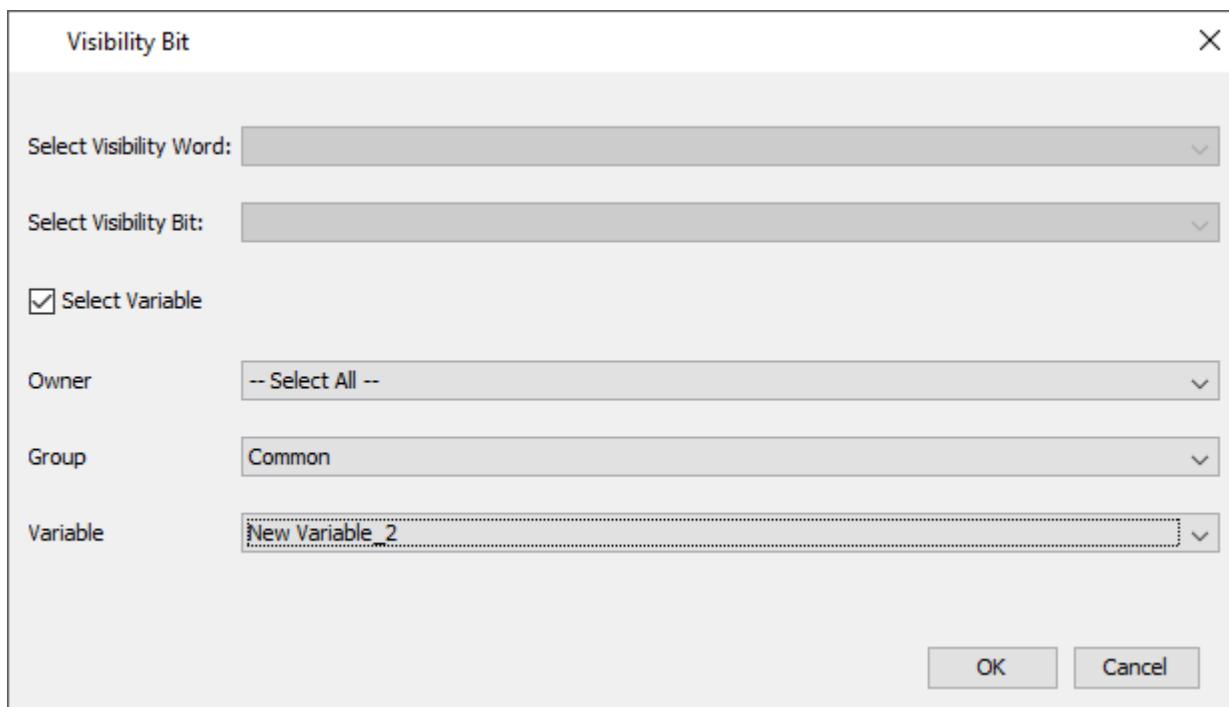 Visibility Bit
Select Visibility Word:
Select Visibility Bit:
Select Variable
Owner -- Select All --
Group Common
Variable New Variable_2
OK Cancel